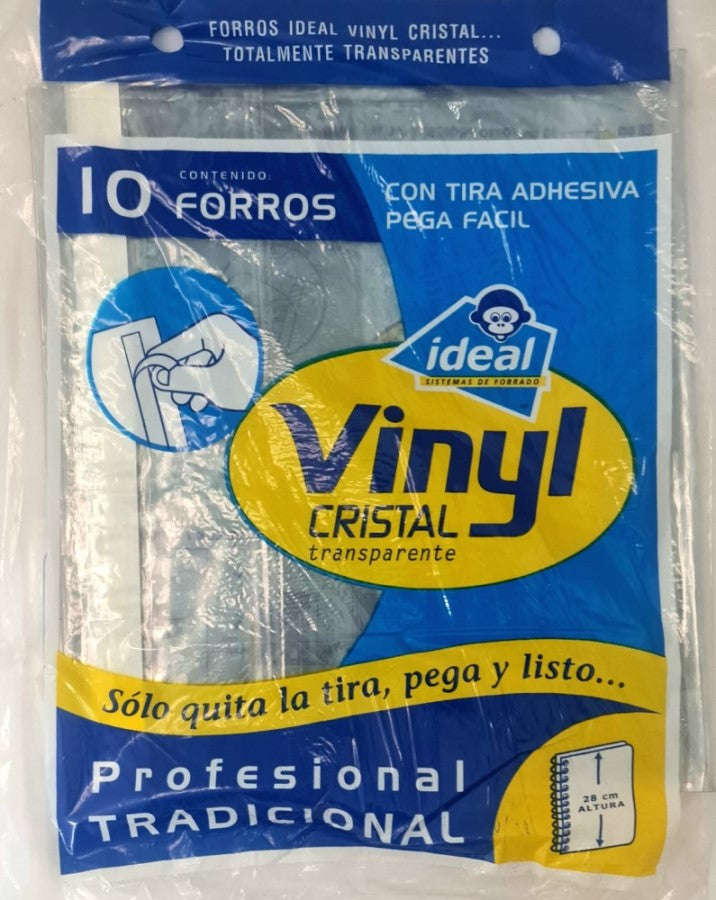 FORROS IDEAL VINYL CRISTAL...
TOTALMENTE TRANSPARENTES
10 CONTENIDO:
FORROS
CON TIRA ADHESIVA
PEGA FACIL
ideal
SISTEMAS DE FORRADO
Vinyl
CRISTAL
transparente
Sólo quita la tira, pega y listo...
Profesional
TRADICIONAL
28 cm
ALTURA